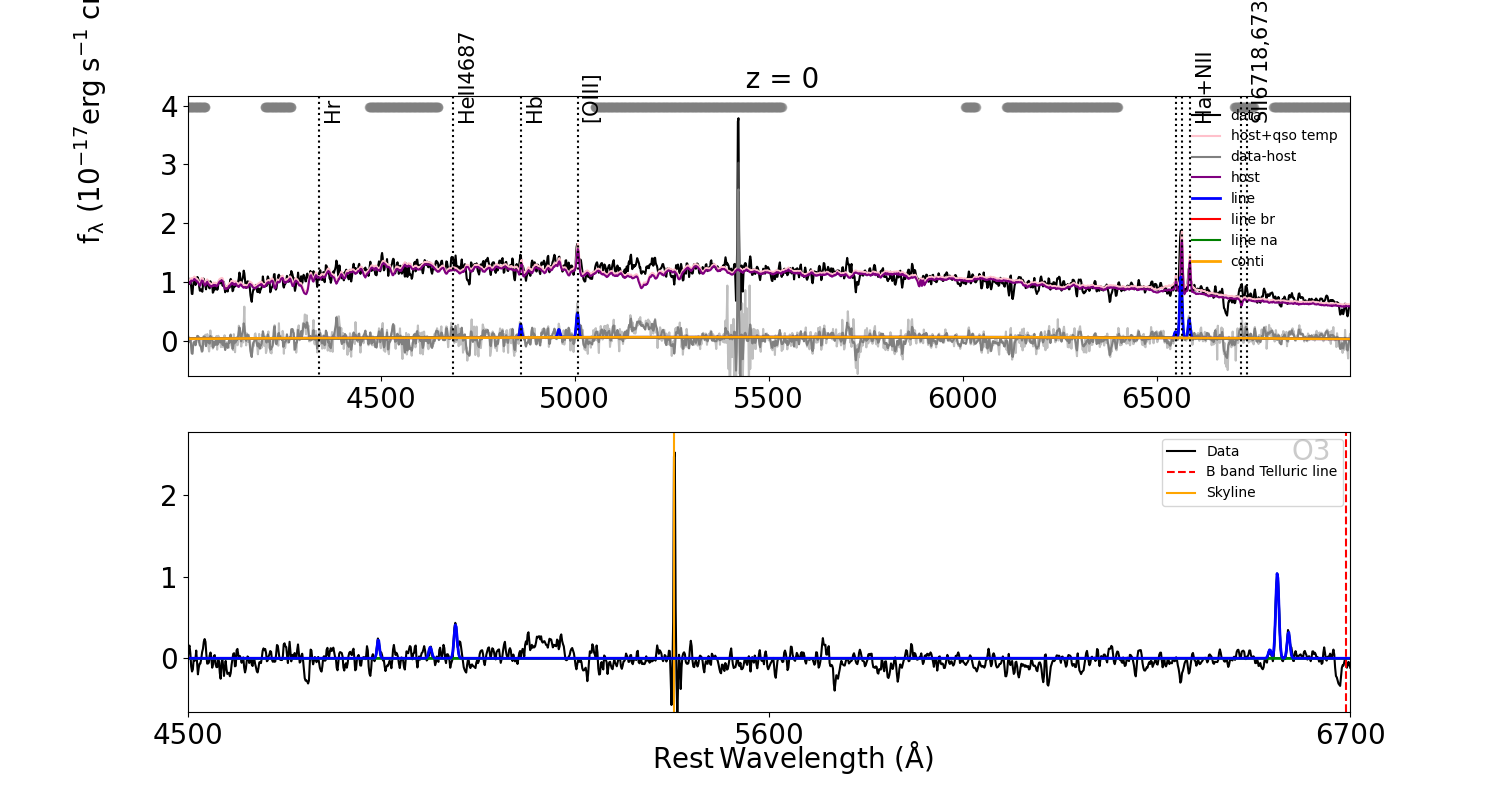 z = 0
Hr
HeII4687
Hb
[OIII]
Ha+NII
SII6718,673
4
3
2
1
0
f_λ (10^−17 erg s^−1 c
data
host+qso temp
data-host
host
line
line br
line na
conti
4500
5000
5500
6000
6500
O3
Data
B band Telluric line
Skyline
2
1
0
4500
5600
6700
Rest Wavelength (Å)